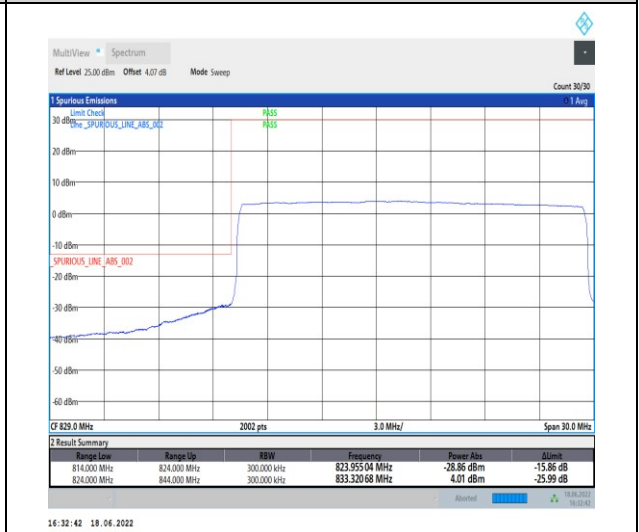 MultiView Spectrum
Ref Level 25.00 dBm Offset 4.07 dB Mode Sweep
Count 30/30
1 Spurious Emissions 1 Avg
Limit Check PASS
30 dBm
Line _SPURIOUS_LINE_ABS_002 PASS
20 dBm
10 dBm
0 dBm
-10 dBm
_SPURIOUS_LINE_ABS_002
-20 dBm
-30 dBm
-40 dBm
-50 dBm
-60 dBm
CF 829.0 MHz 2002 pts 3.0 MHz/ Span 30.0 MHz
2 Result Summary
Range Low Range Up RBW Frequency Power Abs ΔLimit
814.000 MHz 824.000 MHz 300.000 kHz 823.95504 MHz -28.86 dBm -15.86 dB
824.000 MHz 844.000 MHz 300.000 kHz 833.32068 MHz 4.01 dBm -25.99 dB
Aborted 18.06.2022
16:32:42
16:32:42 18.06.2022